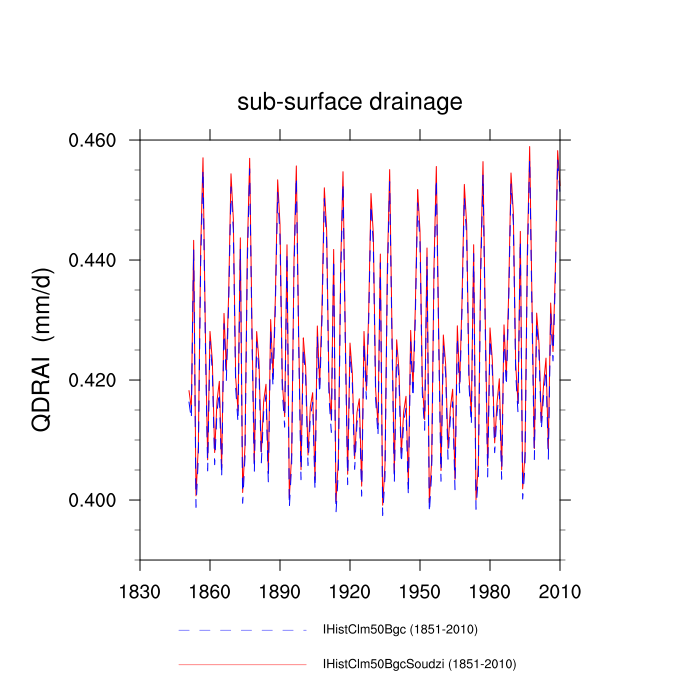 sub-surface drainage
0.460
0.440
0.420
0.400
QDRAI (mm/d)
1830 1860 1890 1920 1950 1980 2010
IHistClm50Bgc (1851-2010)
IHistClm50BgcSoudzi (1851-2010)